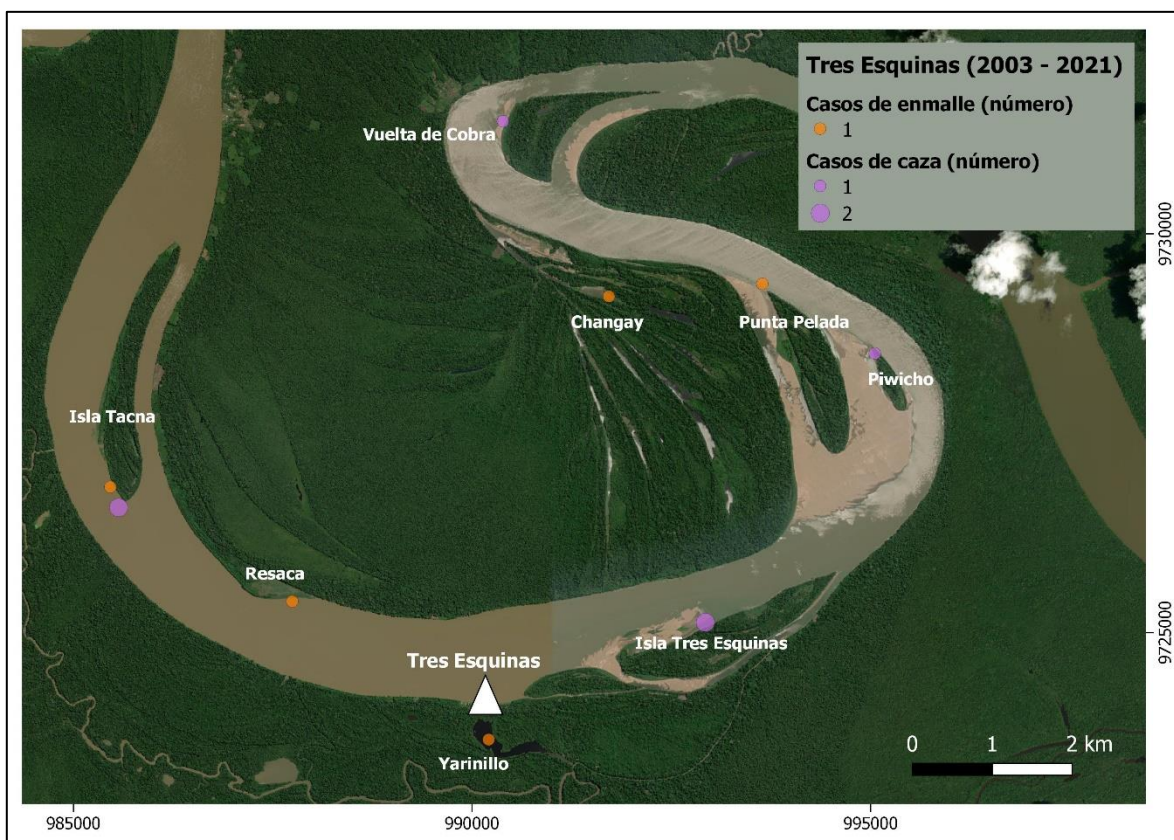 Tres Esquinas (2003 - 2021)
Casos de enmalle (número)
1
Casos de caza (número)
1
2
Vuelta de Cobra
Changay
Punta Pelada
Piwicho
Isla Tacna
Resaca
Isla Tres Esquinas
Tres Esquinas
Yarinillo
0 1 2 km
9730000
9725000
985000 990000 995000